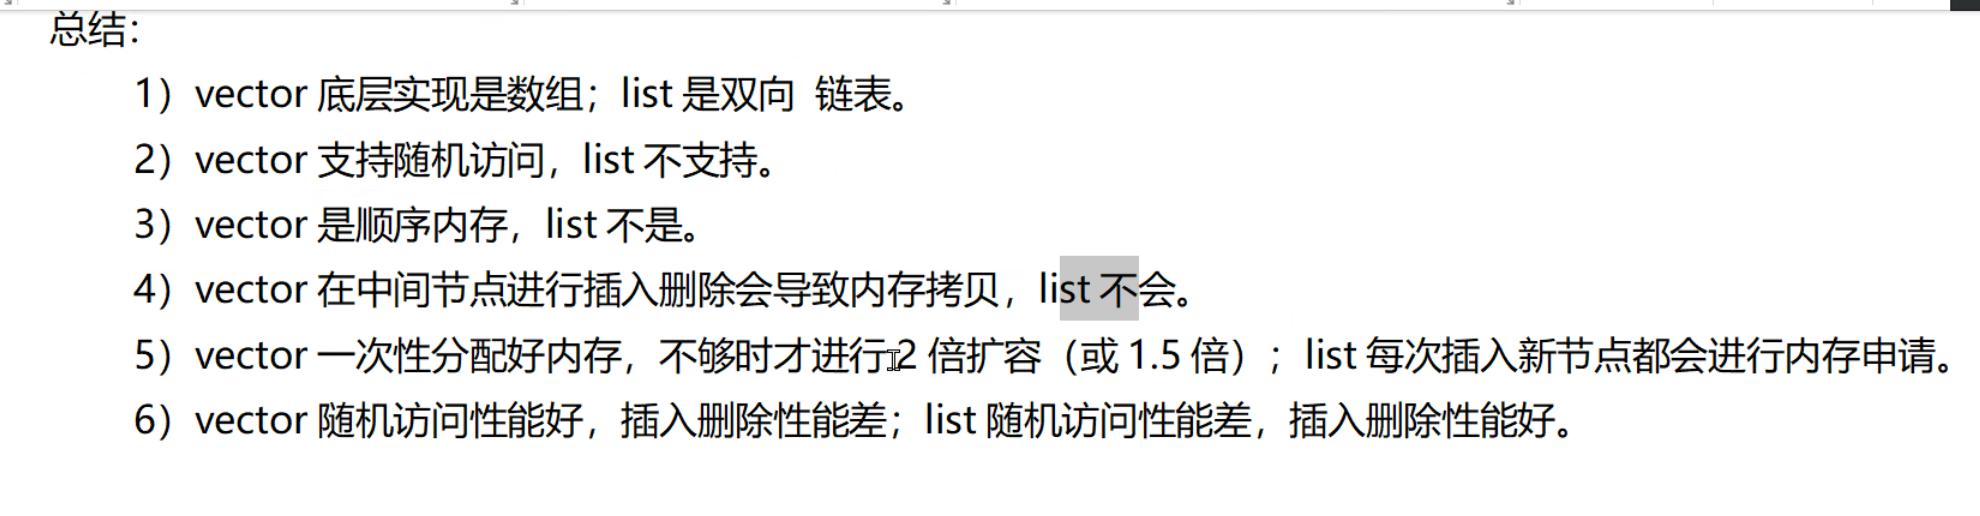 总结：
1）vector 底层实现是数组；list 是双向 链表。
2）vector 支持随机访问，list 不支持。
3）vector 是顺序内存，list 不是。
4）vector 在中间节点进行插入删除会导致内存拷贝，list 不会。
5）vector 一次性分配好内存，不够时才进行 2 倍扩容（或 1.5 倍）；list 每次插入新节点都会进行内存申请。
6）vector 随机访问性能好，插入删除性能差；list 随机访问性能差，插入删除性能好。